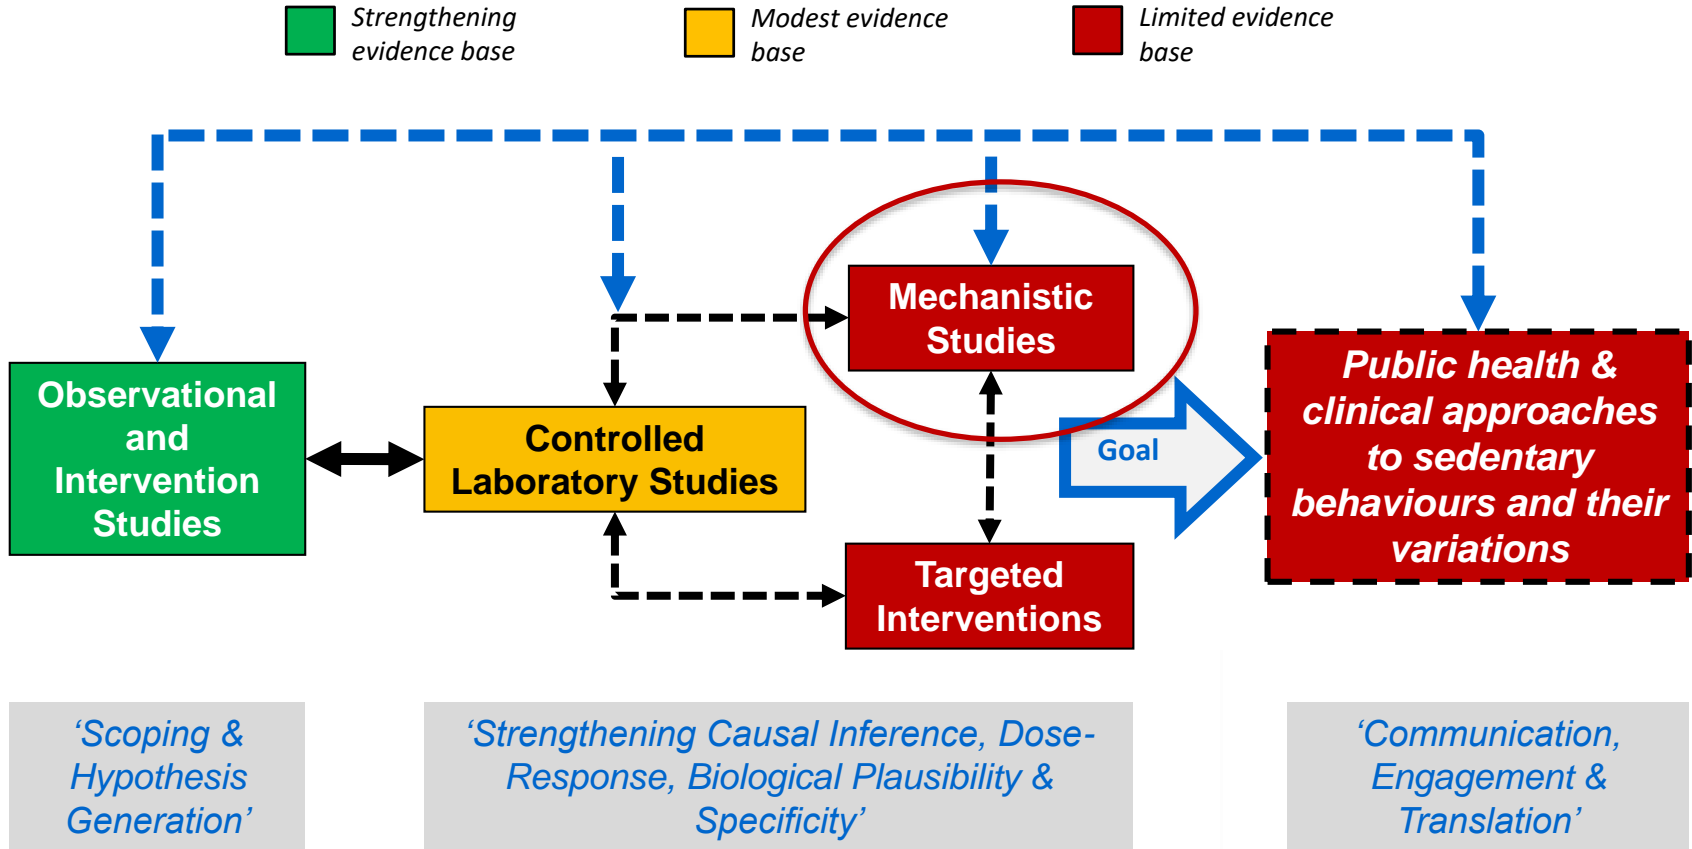 Strengthening
evidence base
Modest evidence
base
Limited evidence
base
Mechanistic
Studies
Observational
and
Intervention
Studies
Controlled
Laboratory Studies
Goal
Public health &
clinical approaches
to sedentary
behaviours and their
variations
Targeted
Interventions
‘Scoping &
Hypothesis
Generation’
‘Strengthening Causal Inference, Dose-
Response, Biological Plausibility &
Specificity’
‘Communication,
Engagement &
Translation’